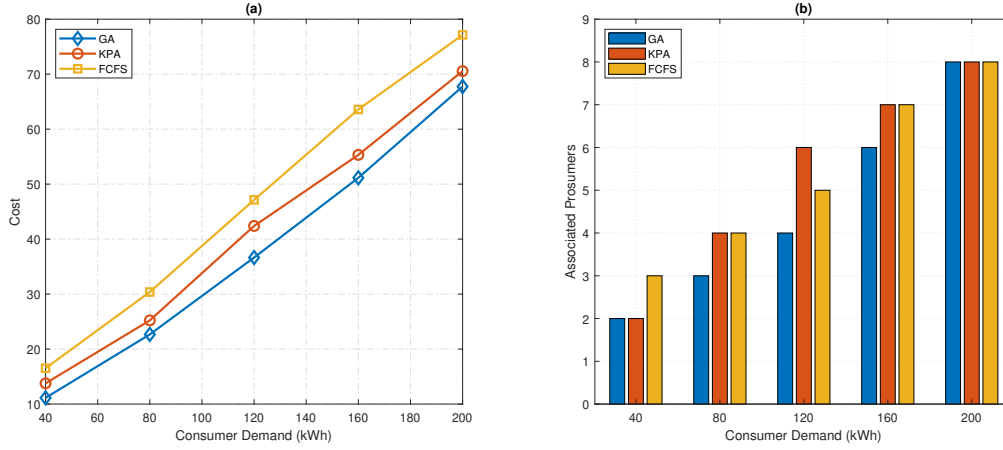 (a)
80
70
60
50
40
30
20
10
Cost
GA
KPA
FCFS
40 60 80 100 120 140 160 180 200
Consumer Demand (kWh)
(b)
9
8
7
6
5
4
3
2
1
0
Associated Prosumers
GA
KPA
FCFS
40 80 120 160 200
Consumer Demand (kWh)